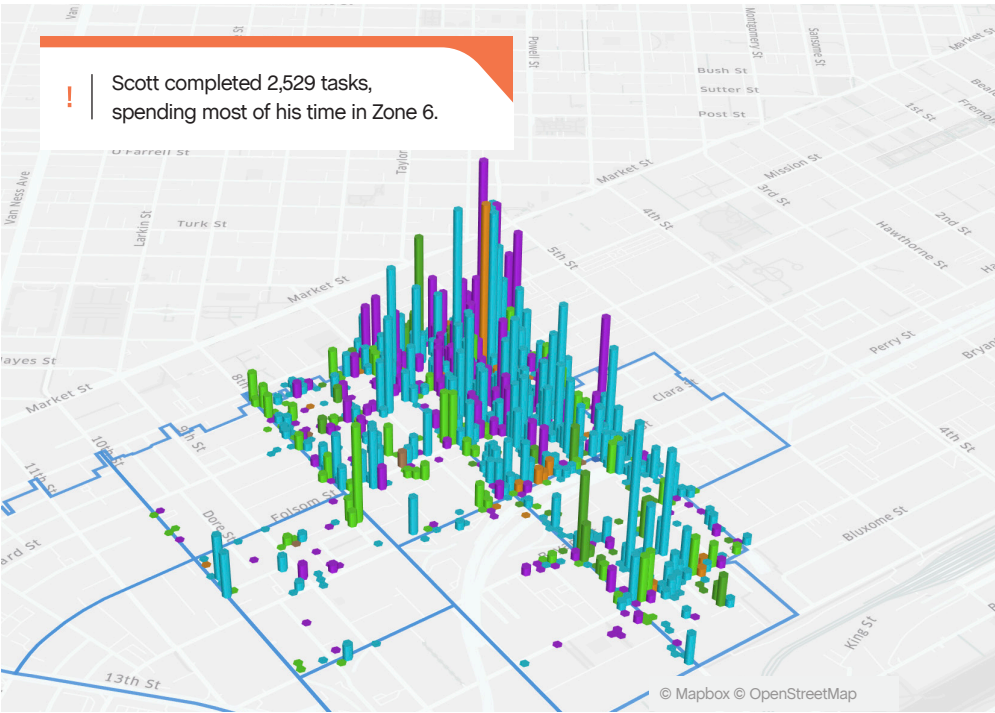 Van
Powell St
Montgomery St
Sansome St
Market St
! Scott completed 2,529 tasks,
spending most of his time in Zone 6.
Bush St
Sutter St
Post St
1st St
O'Farrell St
Taylor
Market St
Mission St
3rd St
Van Ness Ave
Larkin St
Turk St
4th St
2nd St
Hawthorne St
5th St
Market St
Perry St
Hayes St
Market St
8th
Clara St
9th St
10th St
4th St
11th St
Folsom St
Dore St
Bluxome St
ard St
King St
13th St
© Mapbox © OpenStreetMap